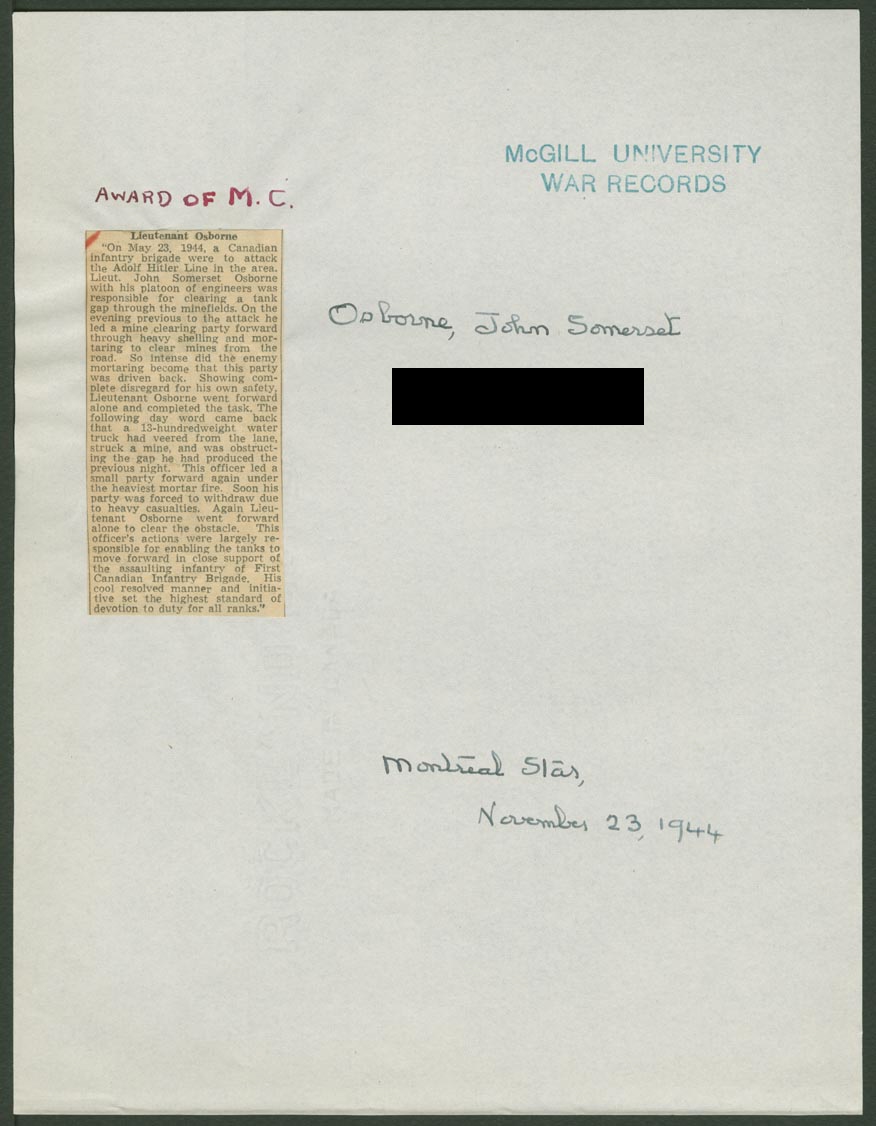 McGILL UNIVERSITY
WAR RECORDS
AWARD OF M. C.
Lieutenant Osborne
"On May 23, 1944, a Canadian
infantry brigade were to attack
the Adolf Hitler Line in the area.
Lieut. John Somerset Osborne
with his platoon of engineers was
responsible for clearing a tank
gap through the minefields. On the
evening previous to the attack he
led a mine clearing party forward
through heavy shelling and mor-
taring to clear mines from the
road. So intense did the enemy
mortaring become that this party
was driven back. Showing com-
plete disregard for his own safety,
Lieutenant Osborne went forward
alone and completed the task. The
following day word came back
that a 13-hundredweight water
truck had veered from the lane,
struck a mine, and was obstruct-
ing the gap he had produced the
previous night. This officer led a
small party forward again under
the heaviest mortar fire. Soon his
party was forced to withdraw due
to heavy casualties. Again Lieu-
tenant Osborne went forward
alone to clear the obstacle. This
officer's actions were largely re-
sponsible for enabling the tanks to
move forward in close support of
the assaulting infantry of First
Canadian Infantry Brigade. His
cool resolved manner and initia-
tive set the highest standard of
devotion to duty for all ranks."
Osborne, John Somerset
Montreal Star,
November 23, 1944